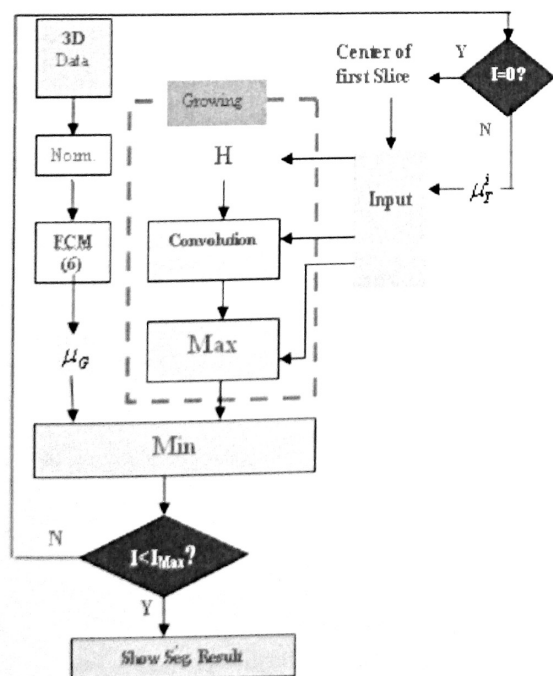 3D
Data
Norm.
FCM
(6)
μ_G
Growing
H
Convolution
Max
Min
Center of
first Slice
Y
I=0?
N
Input
μ_T^i
N
I<I_Max?
Y
Show Seg. Result